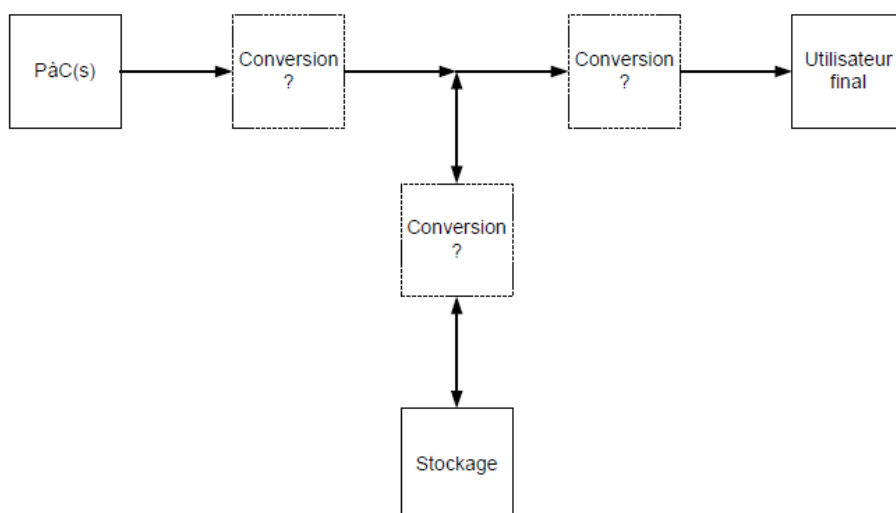 PàC(s)
Conversion
?
Conversion
?
Utilisateur
final
Conversion
?
Stockage